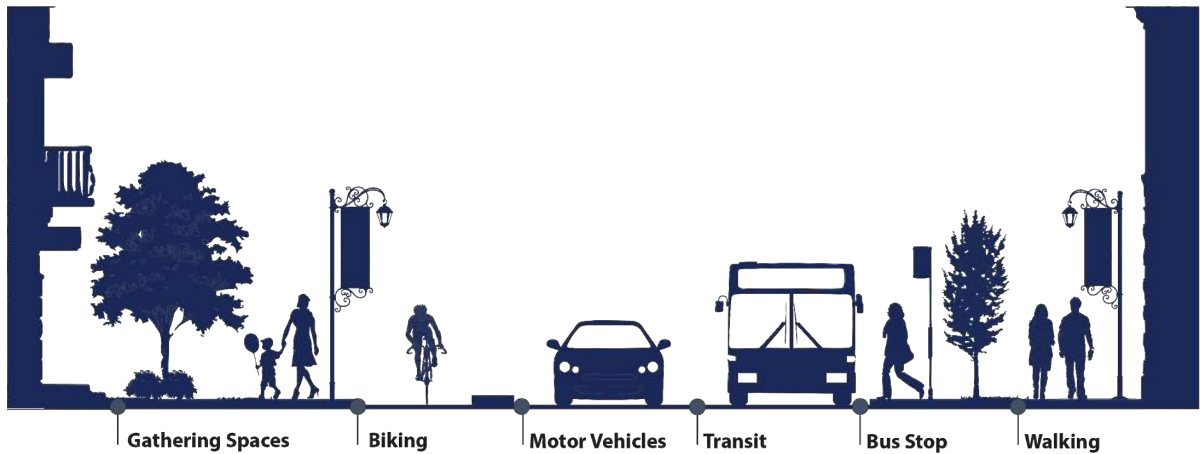 Gathering Spaces
Biking
Motor Vehicles
Transit
Bus Stop
Walking